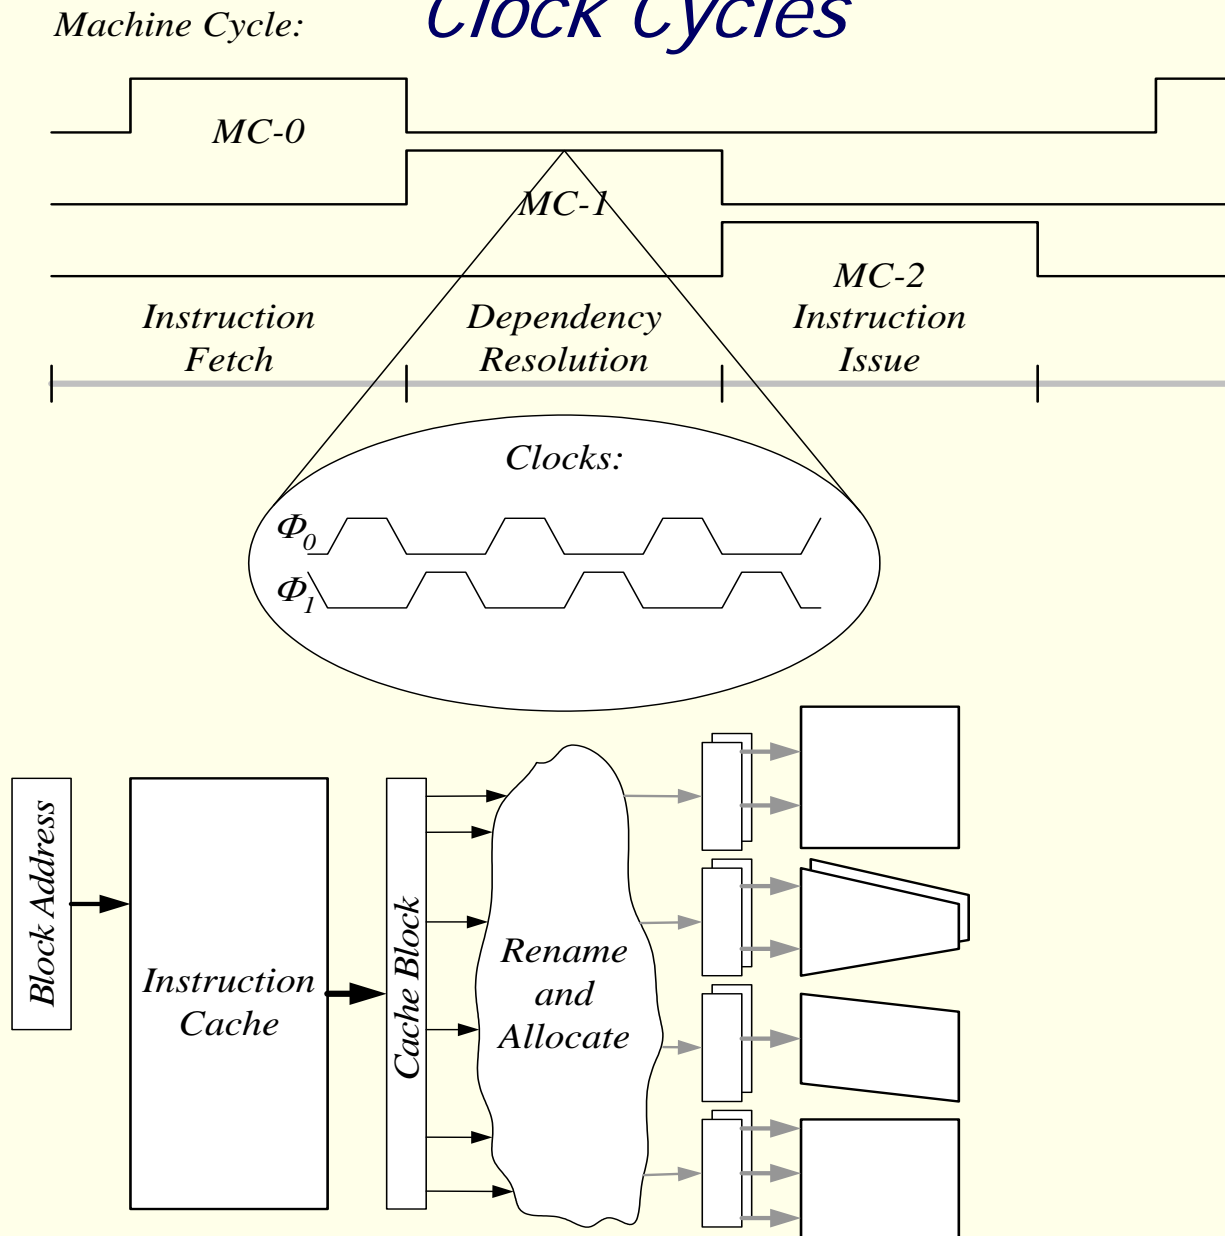 Clock Cycles
Machine Cycle:
MC-0
MC-1
MC-2
Instruction
Fetch
Dependency
Resolution
Instruction
Issue
Clocks:
Φ0
Φ1
Block Address
Instruction
Cache
Cache Block
Rename
and
Allocate